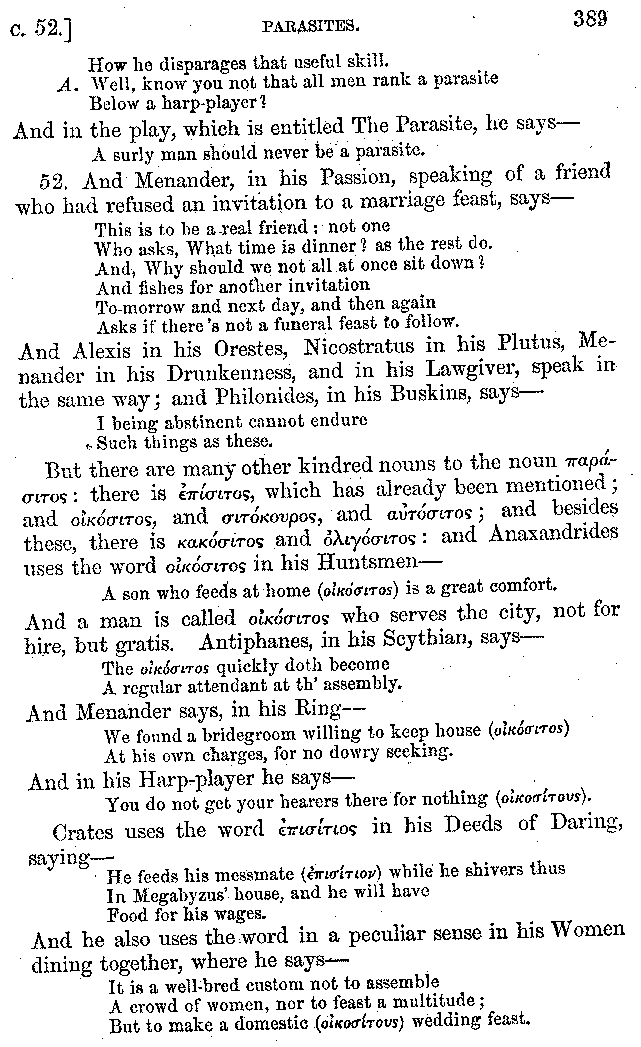 c. 52.] PARASITES. 389
How he disparages that useful skill.
A. Well, know you not that all men rank a parasite
Below a harp-player?
And in the play, which is entitled The Parasite, he says—
A surly man should never be a parasite.
52. And Menander, in his Passion, speaking of a friend
who had refused an invitation to a marriage feast, says—
This is to be a real friend: not one
Who asks, What time is dinner? as the rest do.
And, Why should we not all at once sit down?
And fishes for another invitation
To-morrow and next day, and then again
Asks if there's not a funeral feast to follow.
And Alexis in his Orestes, Nicostratus in his Plutus, Me-
nander in his Drunkenness, and in his Lawgiver, speak in
the same way; and Philonides, in his Buskins, says—
I being abstinent cannot endure
Such things as these.
But there are many other kindred nouns to the noun παρά-
σιτος: there is ἐπίσιτος, which has already been mentioned;
and οἰκόσιτος, and σιτόκουρος, and αὐτόσιτος; and besides
these, there is κακόσιτος and ὀλιγόσιτος: and Anaxandrides
uses the word οἰκόσιτος in his Huntsmen—
A son who feeds at home (οἰκόσιτος) is a great comfort.
And a man is called οἰκόσιτος who serves the city, not for
hire, but gratis. Antiphanes, in his Scythian, says—
The οἰκόσιτος quickly doth become
A regular attendant at th' assembly.
And Menander says, in his Ring—
We found a bridegroom willing to keep house (οἰκόσιτος)
At his own charges, for no dowry seeking.
And in his Harp-player he says—
You do not get your hearers there for nothing (οἰκοσίτους).
Crates uses the word ἐπισίτιος in his Deeds of Daring,
saying—
He feeds his messmate (ἐπισίτιον) while he shivers thus
In Megabyzus' house, and he will have
Food for his wages.
And he also uses the word in a peculiar sense in his Women
dining together, where he says—
It is a well-bred custom not to assemble
A crowd of women, nor to feast a multitude;
But to make a domestic (οἰκοσίτους) wedding feast.